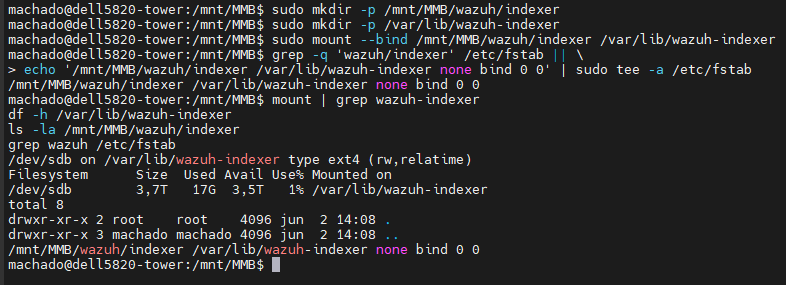 machado@dell5820-tower:/mnt/MMB$ sudo mkdir -p /mnt/MMB/wazuh/indexer
machado@dell5820-tower:/mnt/MMB$ sudo mkdir -p /var/lib/wazuh-indexer
machado@dell5820-tower:/mnt/MMB$ sudo mount --bind /mnt/MMB/wazuh/indexer /var/lib/wazuh-indexer
machado@dell5820-tower:/mnt/MMB$ grep -q 'wazuh/indexer' /etc/fstab || \
> echo '/mnt/MMB/wazuh/indexer /var/lib/wazuh-indexer none bind 0 0' | sudo tee -a /etc/fstab
/mnt/MMB/wazuh/indexer /var/lib/wazuh-indexer none bind 0 0
machado@dell5820-tower:/mnt/MMB$ mount | grep wazuh-indexer
df -h /var/lib/wazuh-indexer
ls -la /mnt/MMB/wazuh/indexer
grep wazuh /etc/fstab
/dev/sdb on /var/lib/wazuh-indexer type ext4 (rw,relatime)
Filesystem      Size  Used Avail Use% Mounted on
/dev/sdb        3,7T   17G  3,5T   1% /var/lib/wazuh-indexer
total 8
drwxr-xr-x 2 root    root    4096 jun  2 14:08 .
drwxr-xr-x 3 machado machado 4096 jun  2 14:08 ..
/mnt/MMB/wazuh/indexer /var/lib/wazuh-indexer none bind 0 0
machado@dell5820-tower:/mnt/MMB$